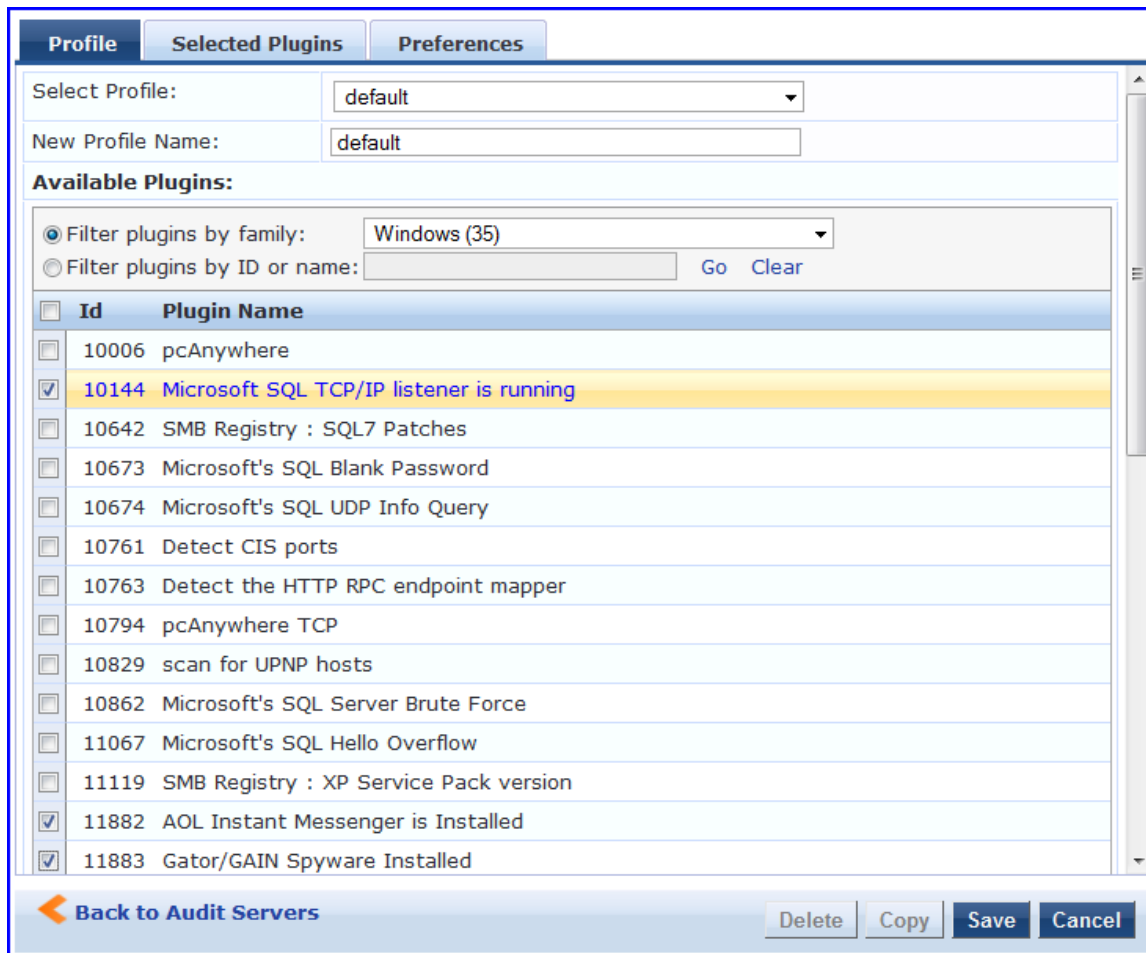 Profile Selected Plugins Preferences
Select Profile: default
New Profile Name: default
Available Plugins:
Filter plugins by family: Windows (35)
Filter plugins by ID or name: Go Clear
Id Plugin Name
10006 pcAnywhere
10144 Microsoft SQL TCP/IP listener is running
10642 SMB Registry : SQL7 Patches
10673 Microsoft's SQL Blank Password
10674 Microsoft's SQL UDP Info Query
10761 Detect CIS ports
10763 Detect the HTTP RPC endpoint mapper
10794 pcAnywhere TCP
10829 scan for UPNP hosts
10862 Microsoft's SQL Server Brute Force
11067 Microsoft's SQL Hello Overflow
11119 SMB Registry : XP Service Pack version
11882 AOL Instant Messenger is Installed
11883 Gator/GAIN Spyware Installed
Back to Audit Servers Delete Copy Save Cancel